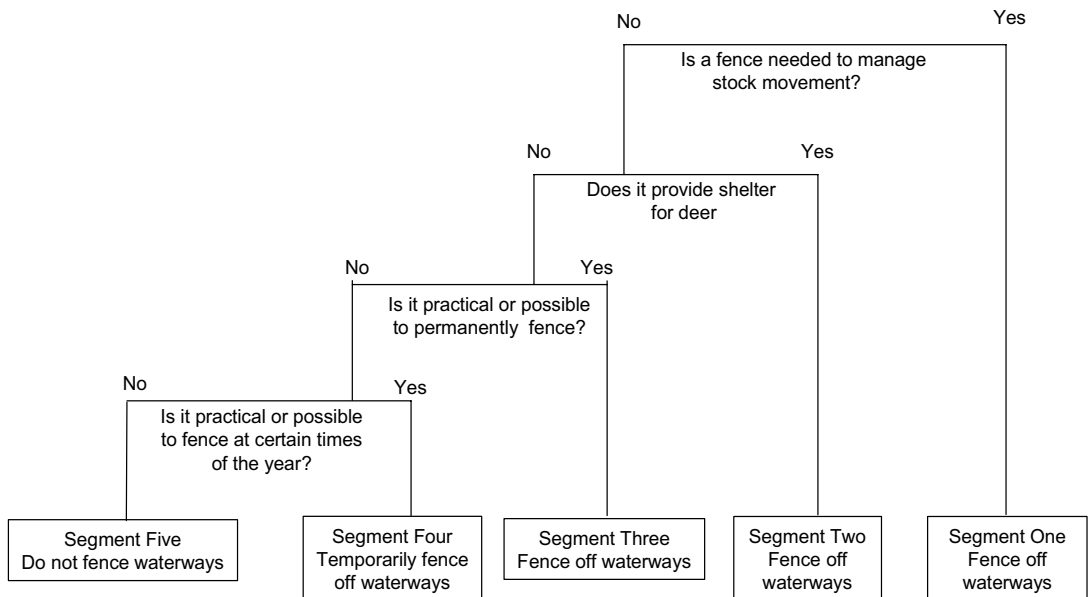 No
Yes
Is a fence needed to manage
stock movement?
No
Yes
Does it provide shelter
for deer
No
Yes
Is it practical or possible
to permanently fence?
No
Yes
Is it practical or possible
to fence at certain times
of the year?
Segment Five
Do not fence waterways
Segment Four
Temporarily fence
off waterways
Segment Three
Fence off waterways
Segment Two
Fence off
waterways
Segment One
Fence off
waterways